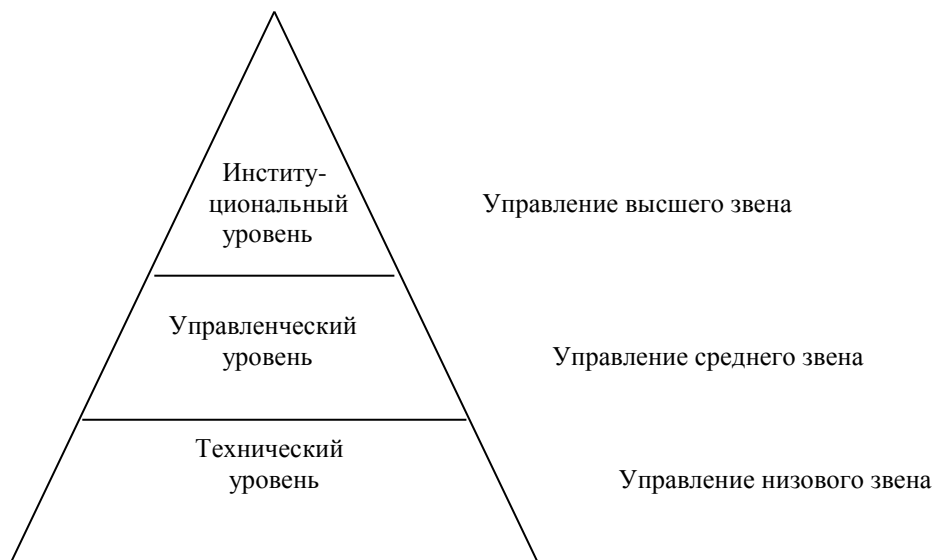 Институ-
циональный
уровень
Управление высшего звена
Управленческий
уровень
Управление среднего звена
Технический
уровень
Управление низового звена